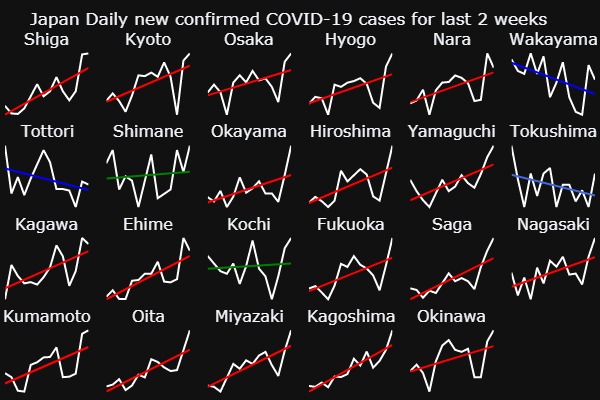 Japan Daily new confirmed COVID-19 cases for last 2 weeks
Shiga Kyoto Osaka Hyogo Nara Wakayama
Tottori Shimane Okayama Hiroshima Yamaguchi Tokushima
Kagawa Ehime Kochi Fukuoka Saga Nagasaki
Kumamoto Oita Miyazaki Kagoshima Okinawa